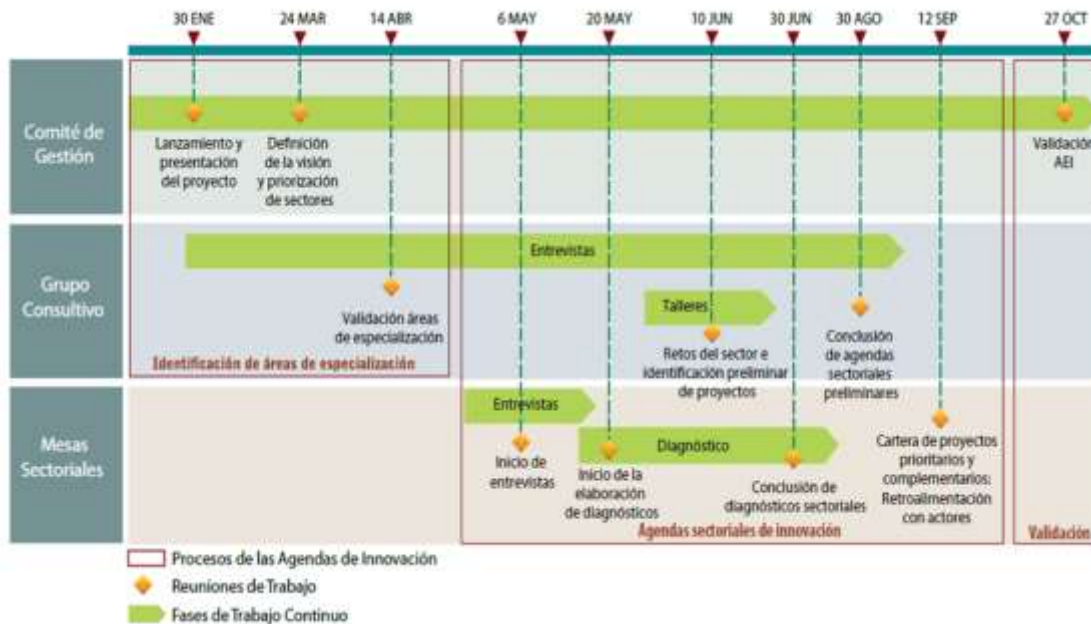 30 ENE
24 MAR
14 ABR
6 MAY
20 MAY
10 JUN
30 JUN
30 AGO
12 SEP
27 OCT
Comité de
Gestión
Lanzamiento y
presentación
del proyecto
Definición
de la visión
y priorización
de sectores
Validación
AEI
Grupo
Consultivo
Entrevistas
Validación áreas
de especialización
Talleres
Retos del sector e
identificación preliminar
de proyectos
Conclusión
de agendas
sectoriales
preliminares
Identificación de áreas de especialización
Mesas
Sectoriales
Entrevistas
Inicio de
entrevistas
Diagnóstico
Inicio de la
elaboración
de diagnósticos
Conclusión de
diagnósticos sectoriales
Cartera de proyectos
prioritarios y
complementarios:
Retroalimentación
con actores
Agendas sectoriales de innovación
Validación
Procesos de las Agendas de Innovación
Reuniones de Trabajo
Fases de Trabajo Continuo